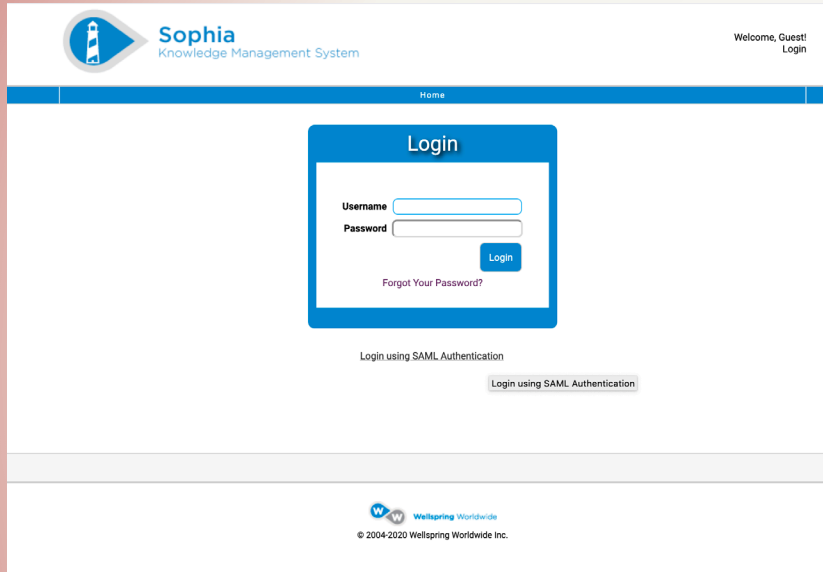 Sophia
Knowledge Management System
Welcome, Guest!
Login
Home
Login
Username
Password
Login
Forgot Your Password?
Login using SAML Authentication
Login using SAML Authentication
W W Wellspring Worldwide
© 2004-2020 Wellspring Worldwide Inc.